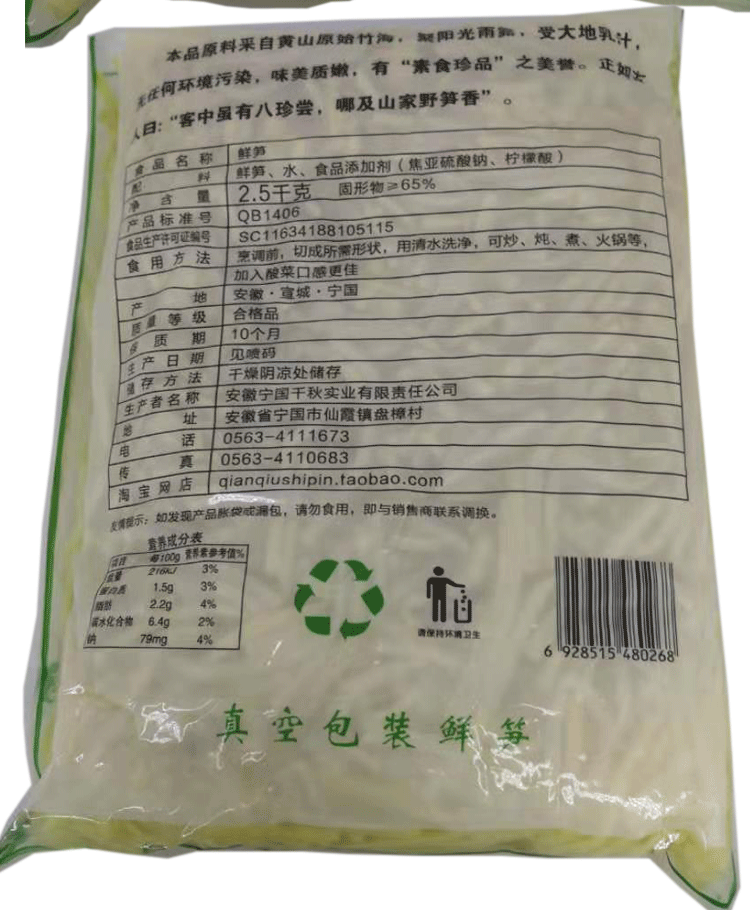 本品原料来自黄山原始竹海，聚阳光雨露，受大地乳汁，
无任何环境污染，味美质嫩，有“素食珍品”之美誉。正如古
人曰：“客中虽有八珍尝，哪及山家野笋香”。
食品名称 鲜笋
配料 鲜笋、水、食品添加剂（焦亚硫酸钠、柠檬酸）
净含量 2.5千克 固形物≥65%
产品标准号 QB1406
食品生产许可证编号 SC11634188105115
食用方法 烹调前，切成所需形状，用清水洗净，可炒、炖、煮、火锅等，
加入酸菜口感更佳
产地 安徽·宣城·宁国
质量等级 合格品
保质期 10个月
生产日期 见喷码
储存方法 干燥阴凉处储存
生产者名称 安徽宁国千秋实业有限责任公司
地址 安徽省宁国市仙霞镇盘樟村
电话 0563-4111673
传真 0563-4110683
淘宝网店 qianqiushipin.taobao.com
友情提示：如发现产品胀袋或漏包，请勿食用，即与销售商联系调换。
营养成分表
项目 每100g 营养素参考值%
能量 216KJ 3%
蛋白质 1.5g 3%
脂肪 2.2g 4%
碳水化合物 6.4g 2%
钠 79mg 4%
请保持环境卫生
6 928515 480268
真空包装鲜笋